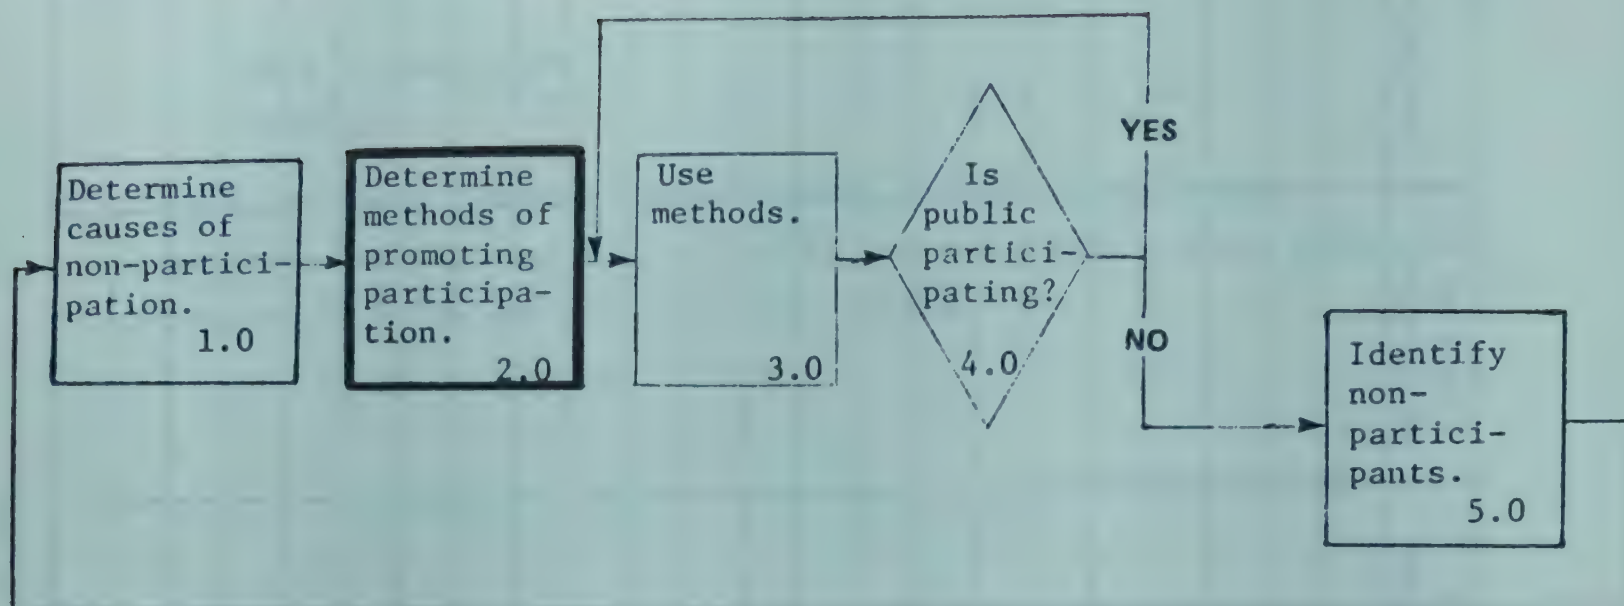 Determine
causes of
non-partici-
pation.
1.0
Determine
methods of
promoting
participa-
tion.
2.0
Use
methods.
3.0
Is
public
partici-
pating?
4.0
YES
NO
Identify
non-
partici-
pants.
5.0